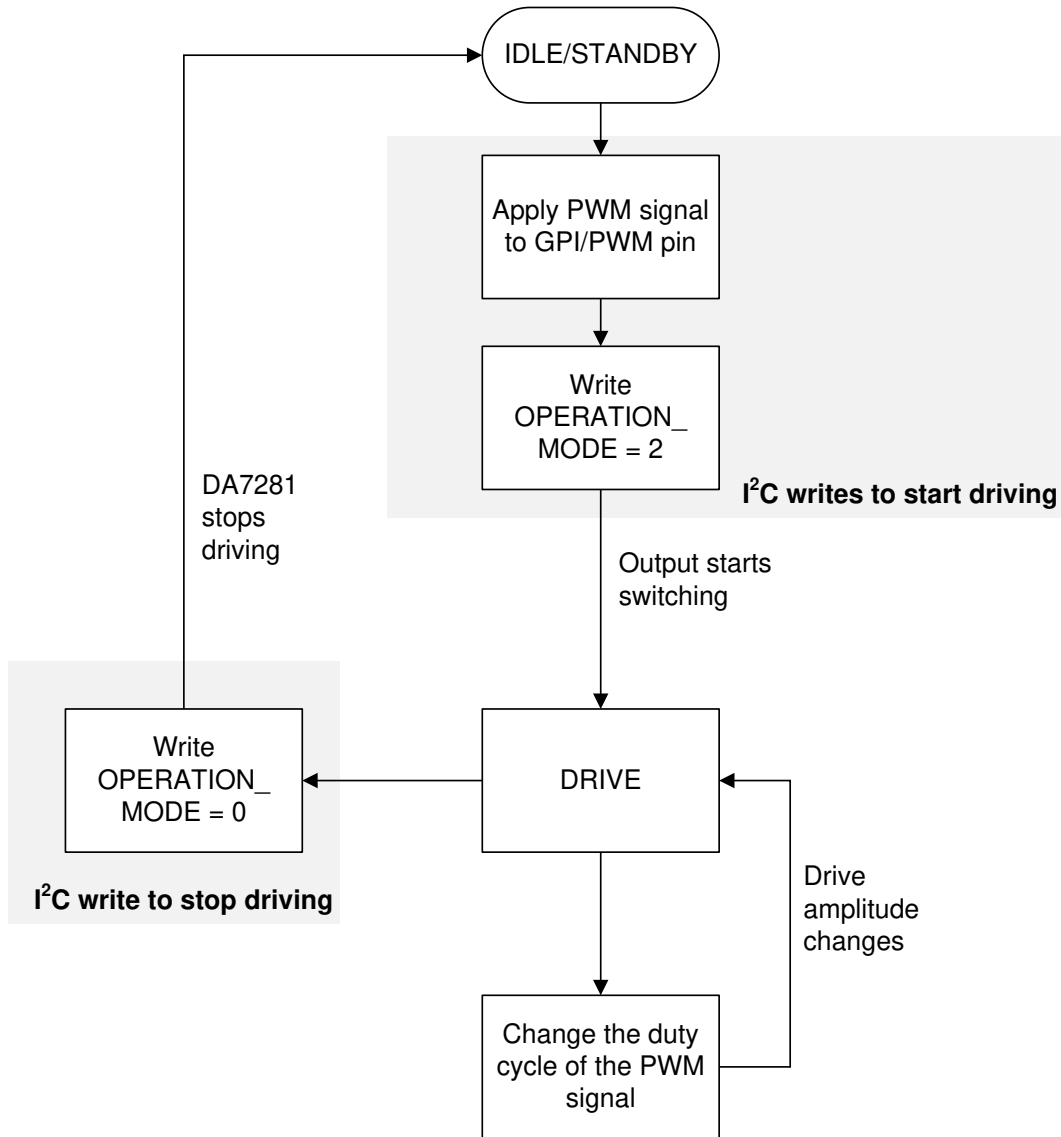 IDLE/STANDBY
Apply PWM signal
to GPI/PWM pin
Write
OPERATION_
MODE = 2
I²C writes to start driving
DA7281
stops
driving
Output starts
switching
Write
OPERATION_
MODE = 0
I²C write to stop driving
DRIVE
Drive
amplitude
changes
Change the duty
cycle of the PWM
signal